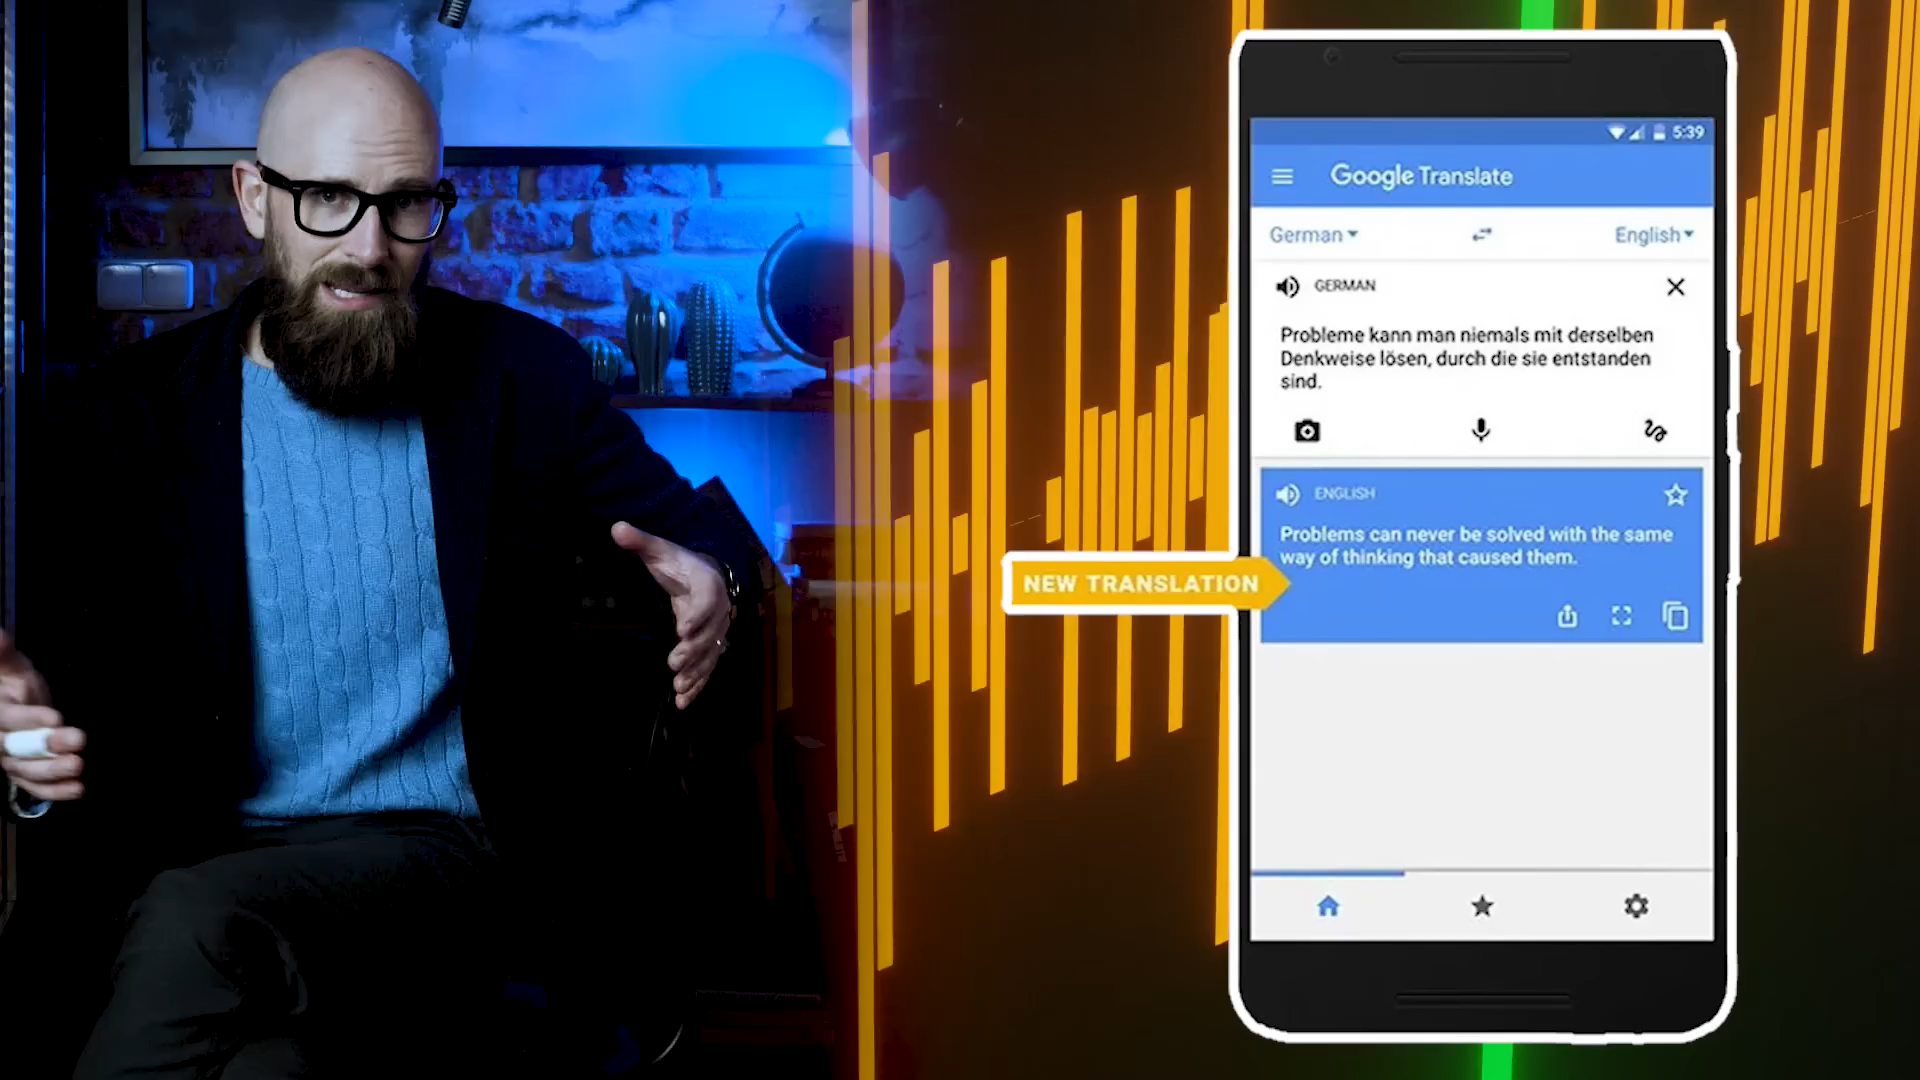 5:39
Google Translate
German
English
GERMAN
Probleme kann man niemals mit derselben
Denkweise lösen, durch die sie entstanden
sind.
ENGLISH
Problems can never be solved with the same
way of thinking that caused them.
NEW TRANSLATION